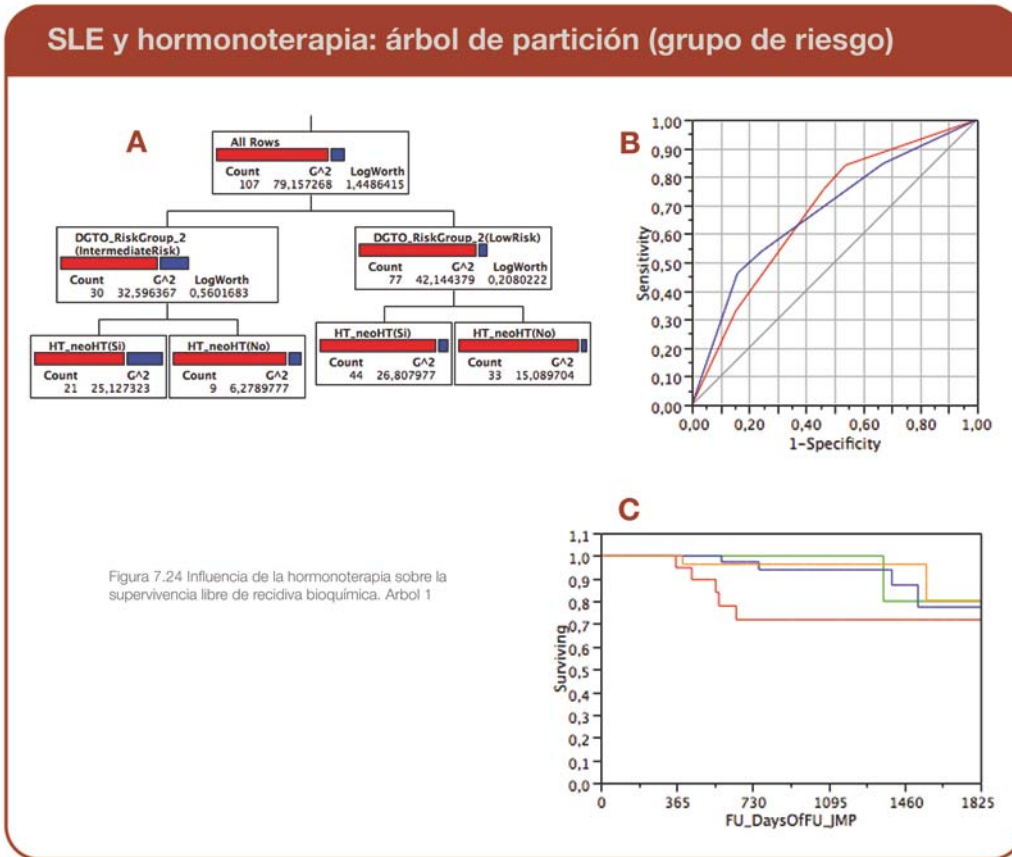 SLE y hormonoterapia: árbol de partición (grupo de riesgo)
A
All Rows
Count G^2 LogWorth
107 79,157268 1,4486415
DGTO_RiskGroup_2
(IntermediateRisk)
Count G^2 LogWorth
30 32,596367 0,5601683
DGTO_RiskGroup_2(LowRisk)
Count G^2 LogWorth
77 42,144379 0,2080222
HT_neoHT(Si)
Count G^2
21 25,127323
HT_neoHT(No)
Count G^2
9 6,2789777
HT_neoHT(Si)
Count G^2
44 26,807977
HT_neoHT(No)
Count G^2
33 15,089704
B
Sensitivity
1,00
0,90
0,80
0,70
0,60
0,50
0,40
0,30
0,20
0,10
0,00
0,00 0,20 0,40 0,60 0,80 1,00
1-Specificity
Figura 7.24 Influencia de la hormonoterapia sobre la
supervivencia libre de recidiva bioquímica. Arbol 1
C
Surviving
1,1
1,0
0,9
0,8
0,7
0,6
0,5
0,4
0,3
0,2
0,1
0,0
0 365 730 1095 1460 1825
FU_DaysOfFU_JMP